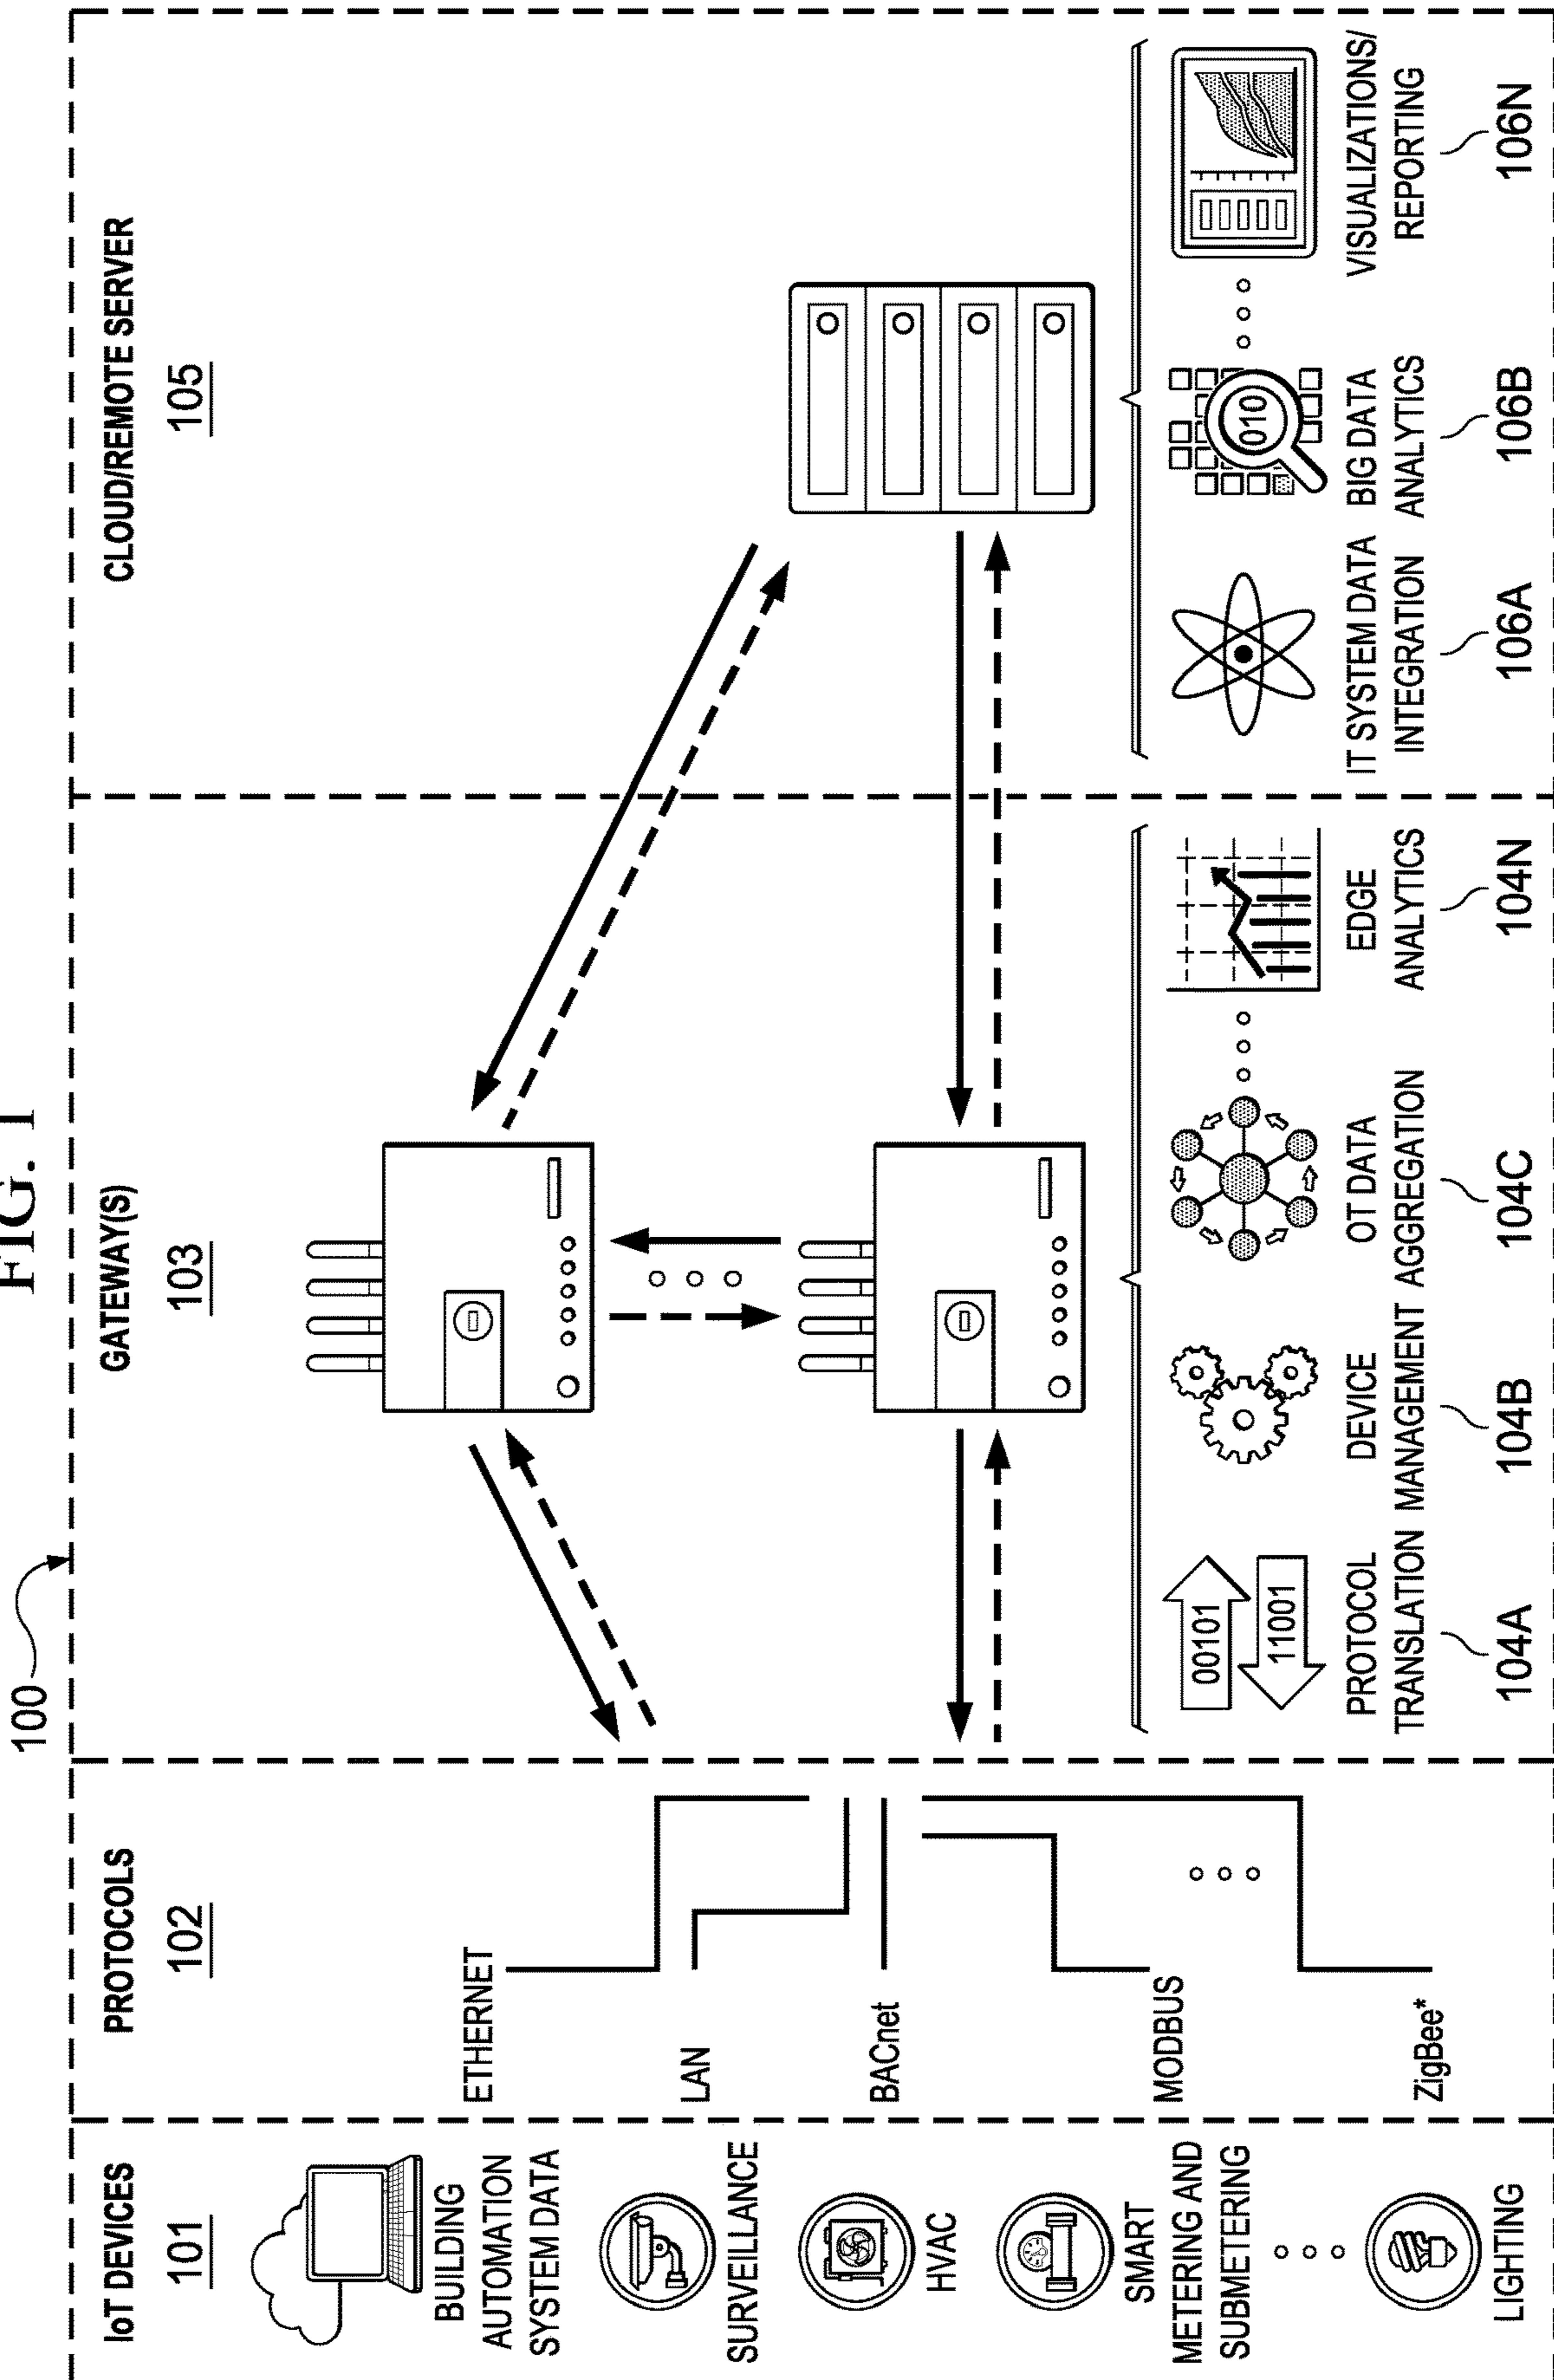 FIG. 1
100
IoT DEVICES
101
BUILDING
AUTOMATION
SYSTEM DATA
SURVEILLANCE
HVAC
SMART
METERING AND
SUBMETERING
LIGHTING
PROTOCOLS
102
ETHERNET
LAN
BACnet
MODBUS
ZigBee*
GATEWAY(S)
103
00101
11001
PROTOCOL
TRANSLATION
104A
DEVICE
MANAGEMENT
104B
OT DATA
AGGREGATION
104C
EDGE
ANALYTICS
104N
CLOUD/REMOTE SERVER
105
IT SYSTEM DATA
INTEGRATION
106A
010
BIG DATA
ANALYTICS
106B
VISUALIZATIONS/
REPORTING
106N